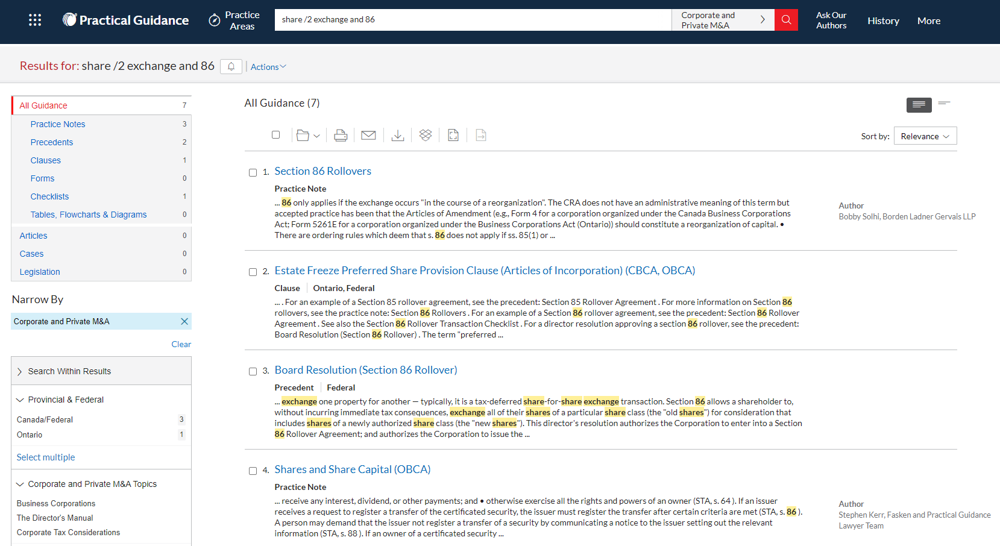 Practical Guidance
Practice
Areas
share /2 exchange and 86
Corporate and
Private M&A
Ask Our
Authors
History
More
Results for: share /2 exchange and 86
Actions
All Guidance 7
Practice Notes 3
Precedents 2
Clauses 1
Forms 0
Checklists 1
Tables, Flowcharts & Diagrams 0
Articles 0
Cases 0
Legislation 0
Narrow By
Corporate and Private M&A
Clear
Search Within Results
Provincial & Federal
Canada/Federal 3
Ontario 1
Select multiple
Corporate and Private M&A Topics
Business Corporations
The Director's Manual
Corporate Tax Considerations
All Guidance (7)
Sort by: Relevance
1. Section 86 Rollovers
Practice Note
... 86 only applies if the exchange occurs "in the course of a reorganization". The CRA does not have an administrative meaning of this term but
accepted practice has been that the Articles of Amendment (e.g., Form 4 for a corporation organized under the Canada Business Corporations
Act; Form 5261E for a corporation organized under the Business Corporations Act (Ontario)) should constitute a reorganization of capital. •
There are ordering rules which deem that s. 86 does not apply if ss. 85(1) or ...
Author
Bobby Solhi, Borden Ladner Gervais LLP
2. Estate Freeze Preferred Share Provision Clause (Articles of Incorporation) (CBCA, OBCA)
Clause Ontario, Federal
... . For an example of a Section 85 rollover agreement, see the precedent: Section 85 Rollover Agreement . For more information on Section 86
rollovers, see the practice note: Section 86 Rollovers . For an example of a Section 86 rollover agreement, see the precedent: Section 86 Rollover
Agreement . See also the Section 86 Rollover Transaction Checklist . For a director resolution approving a section 86 rollover, see the precedent:
Board Resolution (Section 86 Rollover) . The term "preferred ...
3. Board Resolution (Section 86 Rollover)
Precedent Federal
... exchange one property for another — typically, it is a tax-deferred share-for-share exchange transaction. Section 86 allows a shareholder to,
without incurring immediate tax consequences, exchange all of their shares of a particular share class (the "old shares") for consideration that
includes shares of a newly authorized share class (the "new shares"). This director's resolution authorizes the Corporation to enter into a Section
86 Rollover Agreement; and authorizes the Corporation to issue the ...
4. Shares and Share Capital (OBCA)
Practice Note
... receive any interest, dividend, or other payments; and • otherwise exercise all the rights and powers of an owner (STA, s. 64 ). If an issuer
receives a request to register a transfer of the certificated security, the issuer must register the transfer after certain criteria are met (STA, s. 86 ).
A person may demand that the issuer not register a transfer of a security by communicating a notice to the issuer setting out the relevant
information (STA, s. 88 ). If an owner of a certificated security ...
Author
Stephen Kerr, Fasken and Practical Guidance
Lawyer Team